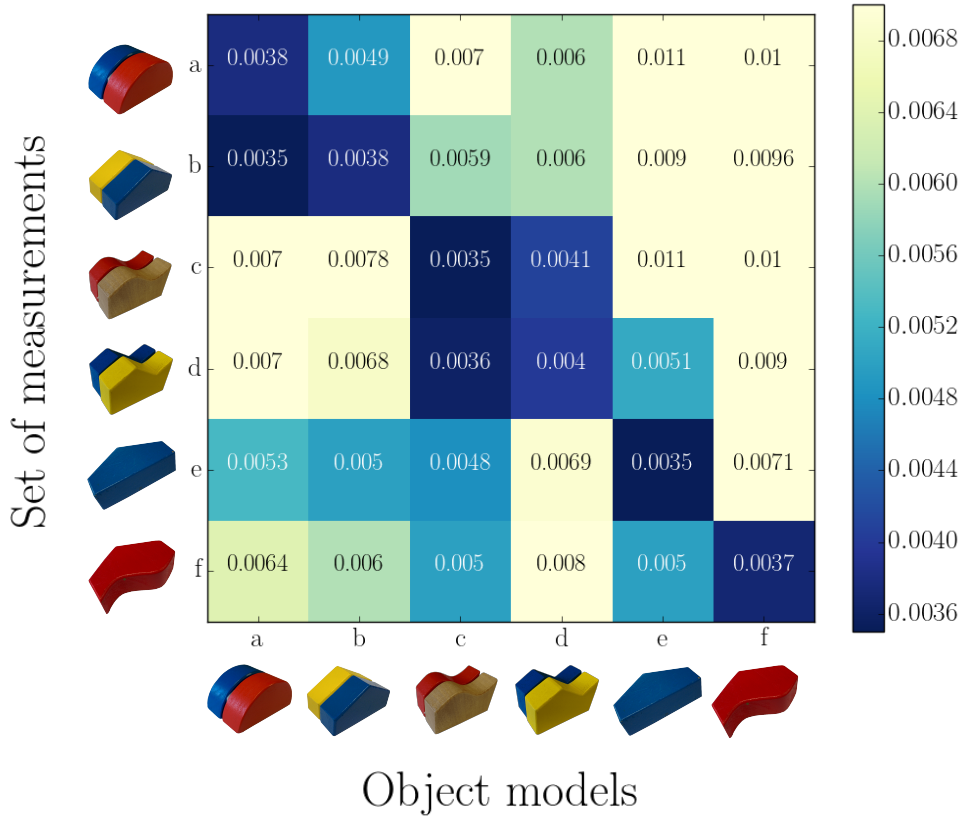 a 0.0038 0.0049 0.007 0.006 0.011 0.01
b 0.0035 0.0038 0.0059 0.006 0.009 0.0096
c 0.007 0.0078 0.0035 0.0041 0.011 0.01
d 0.007 0.0068 0.0036 0.004 0.0051 0.009
e 0.0053 0.005 0.0048 0.0069 0.0035 0.0071
f 0.0064 0.006 0.005 0.008 0.005 0.0037
a b c d e f
Set of measurements
Object models
0.0068
0.0064
0.0060
0.0056
0.0052
0.0048
0.0044
0.0040
0.0036